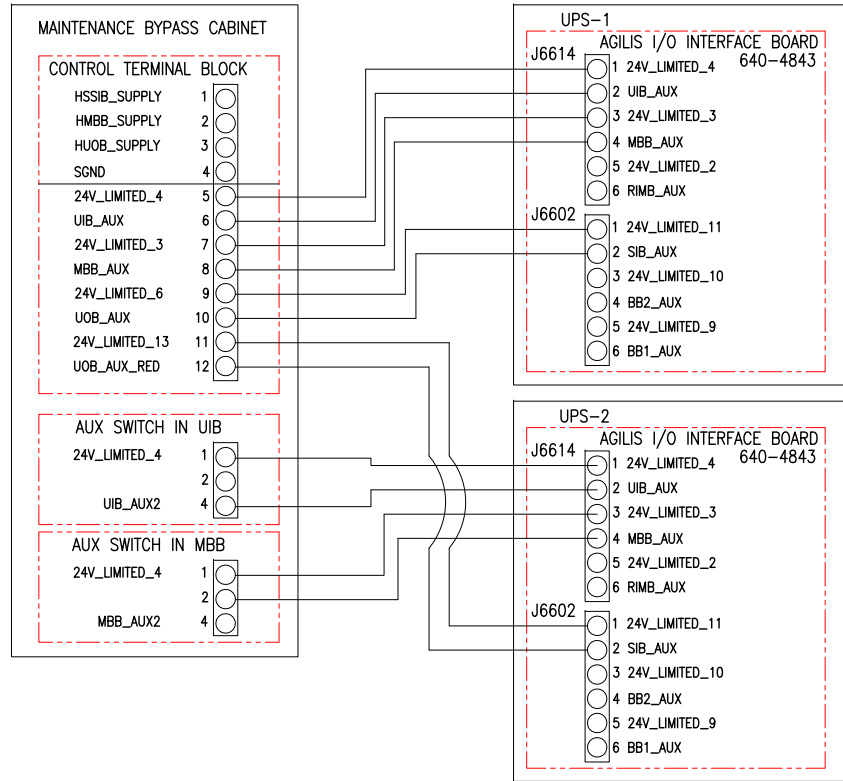 MAINTENANCE BYPASS CABINET
CONTROL TERMINAL BLOCK
HSSIB_SUPPLY 1
HMBB_SUPPLY 2
HUOB_SUPPLY 3
SGND 4
24V_LIMITED_4 5
UIB_AUX 6
24V_LIMITED_3 7
MBB_AUX 8
24V_LIMITED_6 9
UOB_AUX 10
24V_LIMITED_13 11
UOB_AUX_RED 12
AUX SWITCH IN UIB
24V_LIMITED_4 1
2
UIB_AUX2 4
AUX SWITCH IN MBB
24V_LIMITED_4 1
2
MBB_AUX2 4
UPS-1
AGILIS I/O INTERFACE BOARD
640-4843
J6614
1 24V_LIMITED_4
2 UIB_AUX
3 24V_LIMITED_3
4 MBB_AUX
5 24V_LIMITED_2
6 RIMB_AUX
J6602
1 24V_LIMITED_11
2 SIB_AUX
3 24V_LIMITED_10
4 BB2_AUX
5 24V_LIMITED_9
6 BB1_AUX
UPS-2
AGILIS I/O INTERFACE BOARD
640-4843
J6614
1 24V_LIMITED_4
2 UIB_AUX
3 24V_LIMITED_3
4 MBB_AUX
5 24V_LIMITED_2
6 RIMB_AUX
J6602
1 24V_LIMITED_11
2 SIB_AUX
3 24V_LIMITED_10
4 BB2_AUX
5 24V_LIMITED_9
6 BB1_AUX